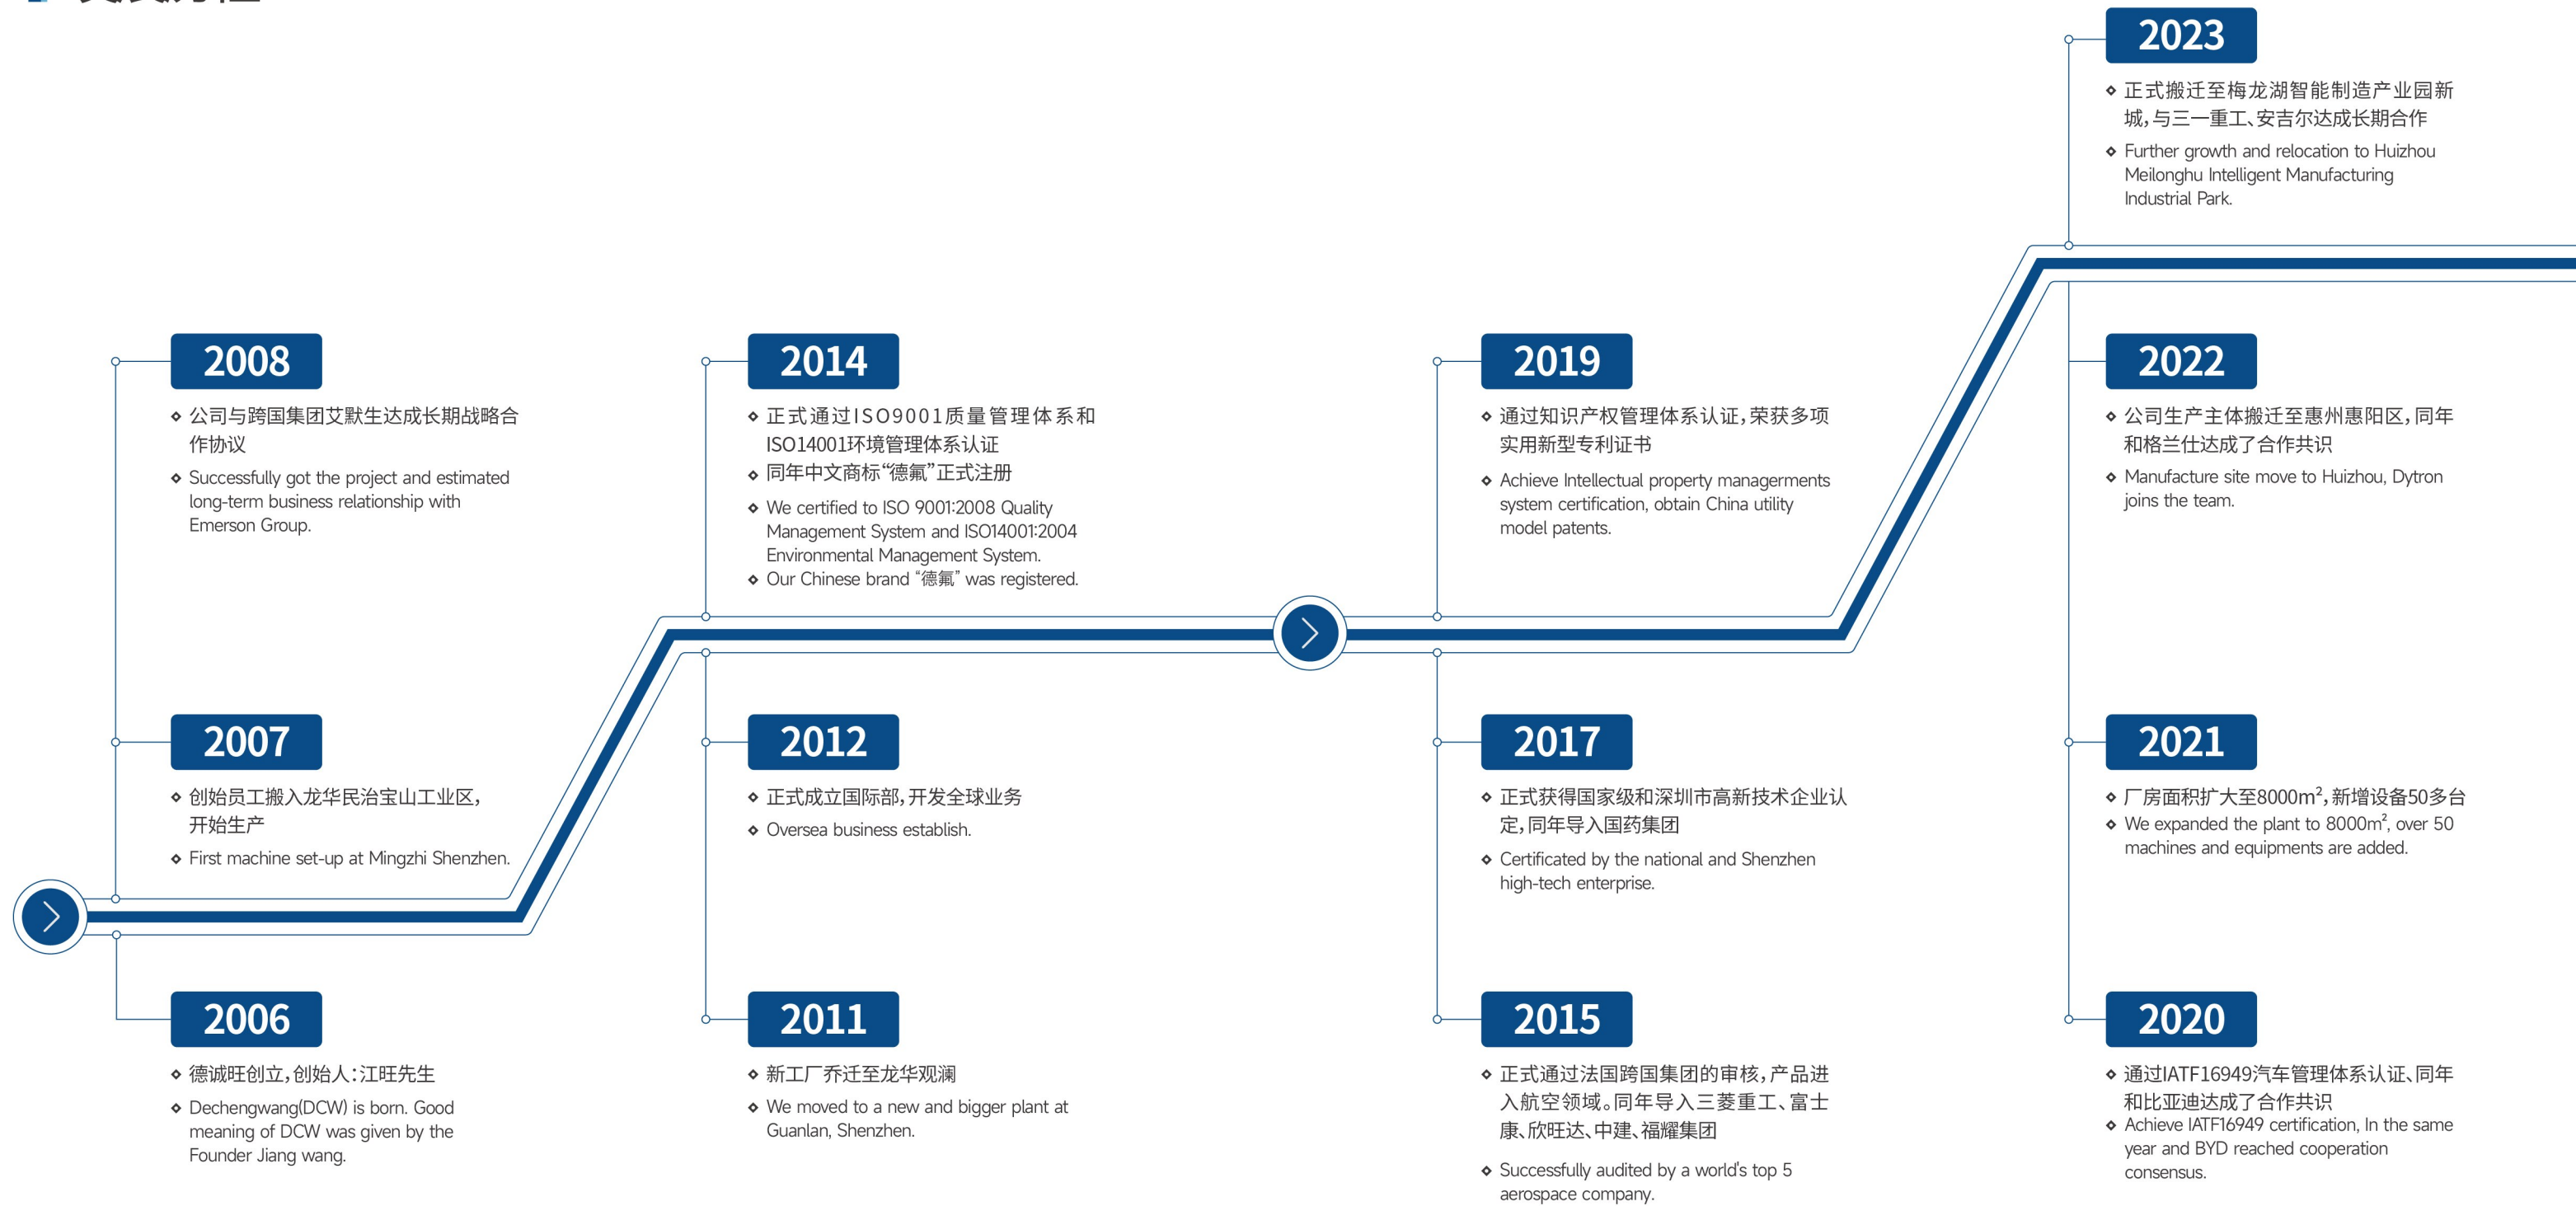 2008
公司与跨国集团艾默生达成长期战略合
作协议
Successfully got the project and estimated
long-term business relationship with
Emerson Group.
2007
创始员工搬入龙华民治宝山工业区，
开始生产
First machine set-up at Mingzhi Shenzhen.
2006
德诚旺创立，创始人：江旺先生
Dechengwang(DCW) is born. Good
meaning of DCW was given by the
Founder Jiang wang.
2014
正式通过ISO9001质量管理体系和
ISO14001环境管理体系认证
同年中文商标“德氟”正式注册
We certified to ISO 9001:2008 Quality
Management System and ISO14001:2004
Environmental Management System.
Our Chinese brand “德氟” was registered.
2012
正式成立国际部，开发全球业务
Oversea business establish.
2011
新工厂乔迁至龙华观澜
We moved to a new and bigger plant at
Guanlan, Shenzhen.
2019
通过知识产权管理体系认证，荣获多项
实用新型专利证书
Achieve Intellectual property managerments
system certification, obtain China utility
model patents.
2017
正式获得国家级和深圳市高新技术企业认
定，同年导入国药集团
Certificated by the national and Shenzhen
high-tech enterprise.
2015
正式通过法国跨国集团的审核，产品进
入航空领域。同年导入三菱重工、富士
康、欣旺达、中建、福耀集团
Successfully audited by a world's top 5
aerospace company.
2023
正式搬迁至梅龙湖智能制造产业园新
城，与三一重工、安吉尔达成长期合作
Further growth and relocation to Huizhou
Meilonghu Intelligent Manufacturing
Industrial Park.
2022
公司生产主体搬迁至惠州惠阳区，同年
和格兰仕达成了合作共识
Manufacture site move to Huizhou, Dytron
joins the team.
2021
厂房面积扩大至8000m²，新增设备50多台
We expanded the plant to 8000m², over 50
machines and equipments are added.
2020
通过IATF16949汽车管理体系认证、同年
和比亚迪达成了合作共识
Achieve IATF16949 certification, In the same
year and BYD reached cooperation
consensus.